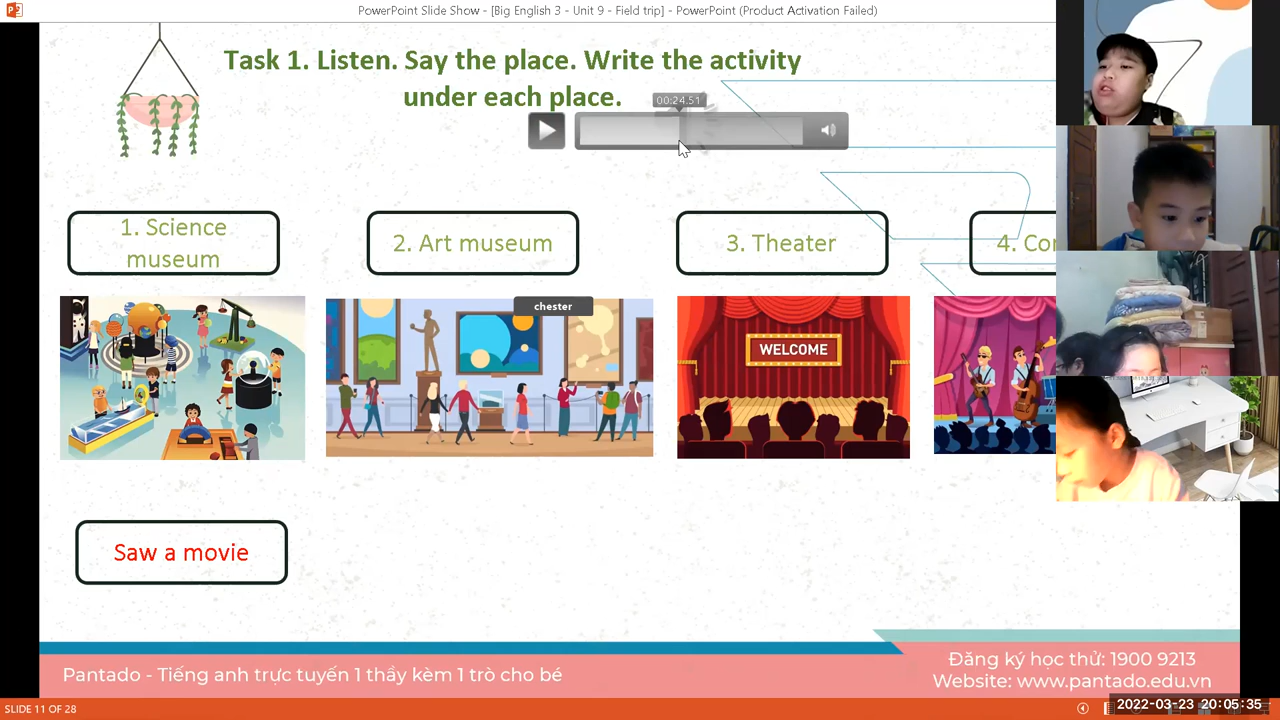 PowerPoint Slide Show - [Big English 3 - Unit 9 - Field trip] - PowerPoint (Product Activation Failed)
Task 1. Listen. Say the place. Write the activity
under each place.
00:24.51
1. Science
museum
2. Art museum
3. Theater
4. Con
chester
WELCOME
Saw a movie
Pantado - Tiếng anh trực tuyến 1 thầy kèm 1 trò cho bé
Đăng ký học thử: 1900 9213
Website: www.pantado.edu.vn
SLIDE 11 OF 28
2022-03-23 20:05:35